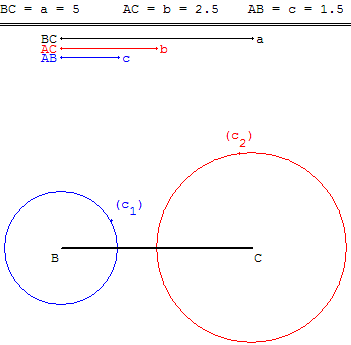 BC = a = 5 AC = b = 2.5 AB = c = 1.5
BC a
AC b
AB c
(c2)
(c1)
B C